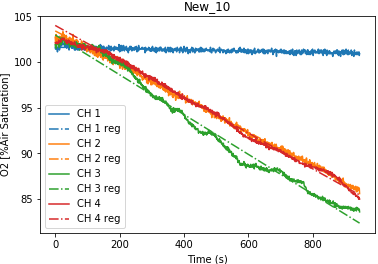 New_10
105
100
95
90
85
O2 [%Air Saturation]
CH 1
CH 1 reg
CH 2
CH 2 reg
CH 3
CH 3 reg
CH 4
CH 4 reg
0
200
400
600
800
Time (s)